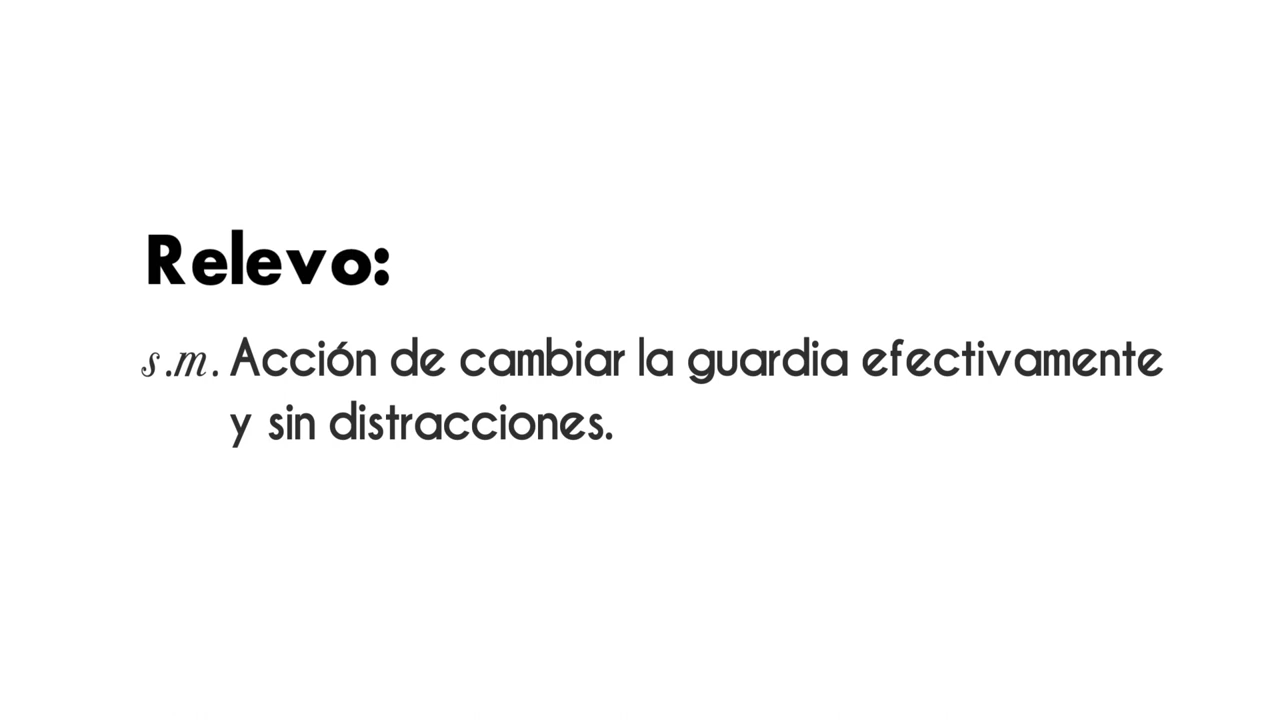 Relevo:
s.m. Acción de cambiar la guardia efectivamente
y sin distracciones.